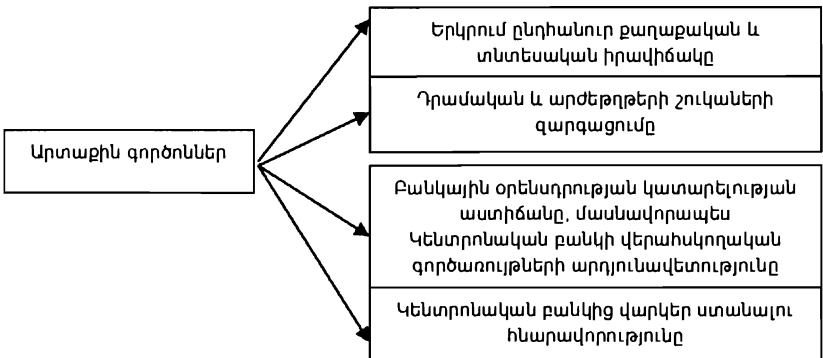 Արտաքին գործոններ
Երկրում ընդհանուր քաղաքական և
տնտեսական իրավիճակը
Դրամական և արժեթղթերի շուկաների
զարգացումը
Բանկային օրենսդրության կատարելության
աստիճանը, մասնավորապես
Կենտրոնական բանկի վերահսկողական
գործառույթների արդյունավետությունը
Կենտրոնական բանկից վարկեր ստանալու
հնարավորությունը